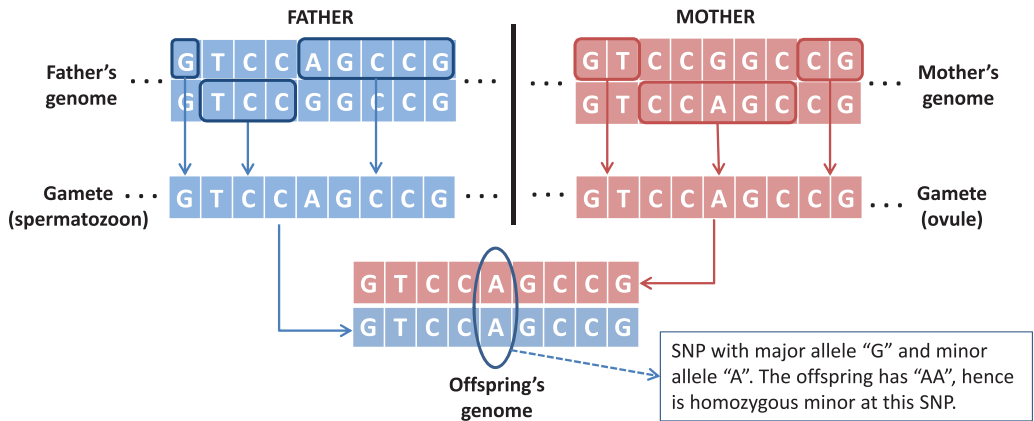 FATHER
MOTHER
Father's
genome
. . .
G T C C A G C C G
G T C C G G C C G
. . .
. . .
G T C C G G C C G
G T C C A G C C G
. . .
Mother's
genome
Gamete
(spermatozoon)
. . .
G T C C A G C C G
. . .
. . .
G T C C A G C C G
. . .
Gamete
(ovule)
G T C C A G C C G
G T C C A G C C G
Offspring's
genome
SNP with major allele “G” and minor
allele “A”. The offspring has “AA”, hence
is homozygous minor at this SNP.